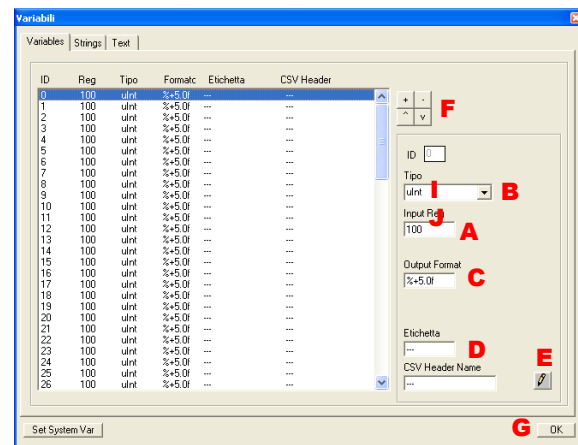 Variabili
Variables Strings Text
ID Reg Tipo Formatc Etichetta CSV Header
0 100 uInt %+5.0f --- ---
1 100 uInt %+5.0f --- ---
2 100 uInt %+5.0f --- ---
3 100 uInt %+5.0f --- ---
4 100 uInt %+5.0f --- ---
5 100 uInt %+5.0f --- ---
6 100 uInt %+5.0f --- ---
7 100 uInt %+5.0f --- ---
8 100 uInt %+5.0f --- ---
9 100 uInt %+5.0f --- ---
10 100 uInt %+5.0f --- ---
11 100 uInt %+5.0f --- ---
12 100 uInt %+5.0f --- ---
13 100 uInt %+5.0f --- ---
14 100 uInt %+5.0f --- ---
15 100 uInt %+5.0f --- ---
16 100 uInt %+5.0f --- ---
17 100 uInt %+5.0f --- ---
18 100 uInt %+5.0f --- ---
19 100 uInt %+5.0f --- ---
20 100 uInt %+5.0f --- ---
21 100 uInt %+5.0f --- ---
22 100 uInt %+5.0f --- ---
23 100 uInt %+5.0f --- ---
24 100 uInt %+5.0f --- ---
25 100 uInt %+5.0f --- ---
26 100 uInt %+5.0f --- ---
+ -
^ v
F
ID 0
Tipo
uInt I B
Input Reg J
100 A
Output Format
%+5.0f C
Etichetta
--- D
CSV Header Name E
---
Set System Var G OK